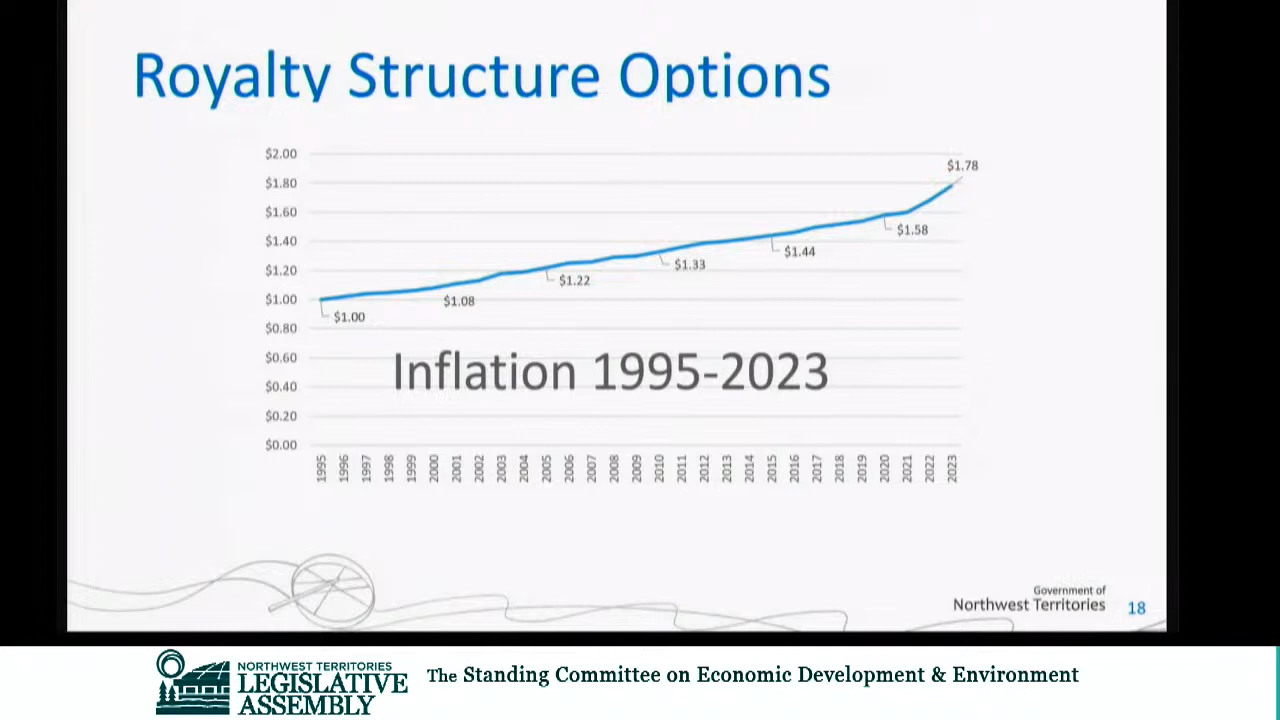 Royalty Structure Options
$2.00
$1.80
$1.60
$1.40
$1.20
$1.00
$0.80
$0.60
$0.40
$0.20
$0.00
$1.00
$1.08
$1.22
$1.33
$1.44
$1.58
$1.78
Inflation 1995-2023
1995 1996 1997 1998 1999 2000 2001 2002 2003 2004 2005 2006 2007 2008 2009 2010 2011 2012 2013 2014 2015 2016 2017 2018 2019 2020 2021 2022 2023
Government of
Northwest Territories
18
NORTHWEST TERRITORIES
LEGISLATIVE
ASSEMBLY
The Standing Committee on Economic Development & Environment